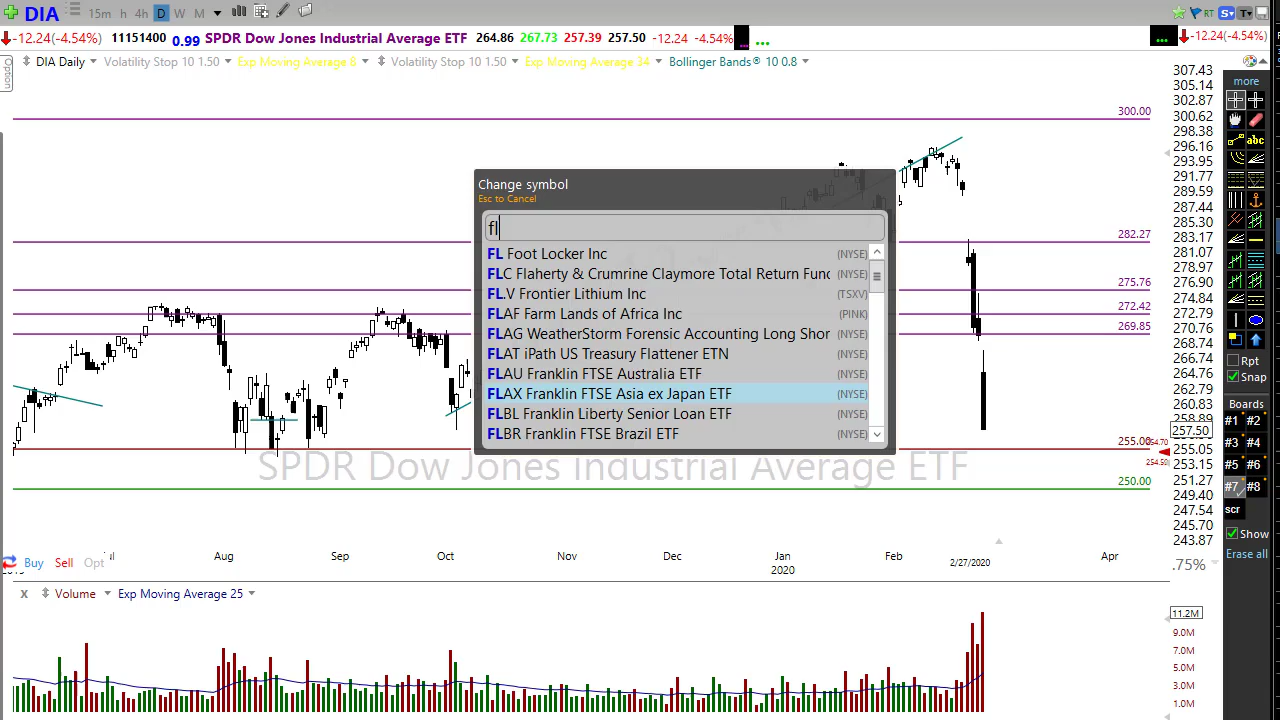 DIA 15m h 4h D W M RT S T
-12.24(-4.54%) 11151400 0.99 SPDR Dow Jones Industrial Average ETF 264.86 267.73 257.39 257.50 -12.24 -4.54% ... ... -12.24(-4.54%)
Option
DIA Daily Volatility Stop 10 1.50 Exp Moving Average 8 Volatility Stop 10 1.50 Exp Moving Average 34 Bollinger Bands® 10 0.8
300.00
282.27
275.76
272.42
269.85
255.00
254.70
254.50
250.00
Change symbol
Esc to Cancel
fl
FL Foot Locker Inc (NYSE)
FLC Flaherty & Crumrine Claymore Total Return Func (NYSE)
FL.V Frontier Lithium Inc (TSXV)
FLAF Farm Lands of Africa Inc (PINK)
FLAG WeatherStorm Forensic Accounting Long Shor (NYSE)
FLAT iPath US Treasury Flattener ETN (NYSE)
FLAU Franklin FTSE Australia ETF (NYSE)
FLAX Franklin FTSE Asia ex Japan ETF (NYSE)
FLBL Frenklin Liberty Senior Loan ETF (NYSE)
FLBR Franklin FTSE Brazil ETF (NYSE)
SPDR Dow Jones Industrial Average ETF
307.43
305.14
302.87
300.62
298.38
296.16
293.95
291.77
289.59
287.44
285.30
283.17
281.07
278.97
276.90
274.84
272.79
270.76
268.74
266.74
264.76
262.79
260.83
258.89
257.50
255.05
253.15
251.27
249.40
247.54
245.70
243.87
more
abc
Rpt
Snap
Boards
#1 #2
#3 #4
#5 #6
#7 #8
scr
Show
Erase all
Aug Sep Oct Nov Dec Jan Feb 2/27/2020 Apr
2020
Buy Sell Opt
.75%
x Volume Exp Moving Average 25
11.2M
9.0M
7.0M
5.0M
3.0M
1.0M